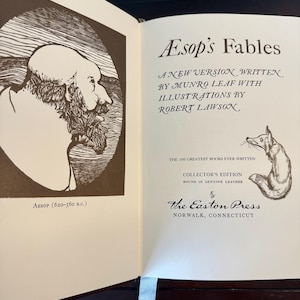 AESOP (620–560 B.C.)
Æsop's Fables
A NEW VERSION WRITTEN
BY MUNRO LEAF WITH
ILLUSTRATIONS BY
ROBERT LAWSON
THE 100 GREATEST BOOKS EVER WRITTEN
COLLECTOR'S EDITION
BOUND IN GENUINE LEATHER
The Easton Press
NORWALK, CONNECTICUT